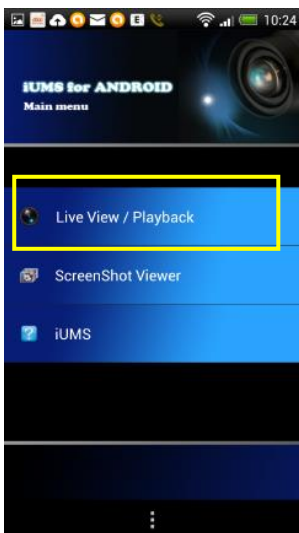 E
10:24
iUMS for ANDROID
Main menu
Live View / Playback
ScreenShot Viewer
?
iUMS